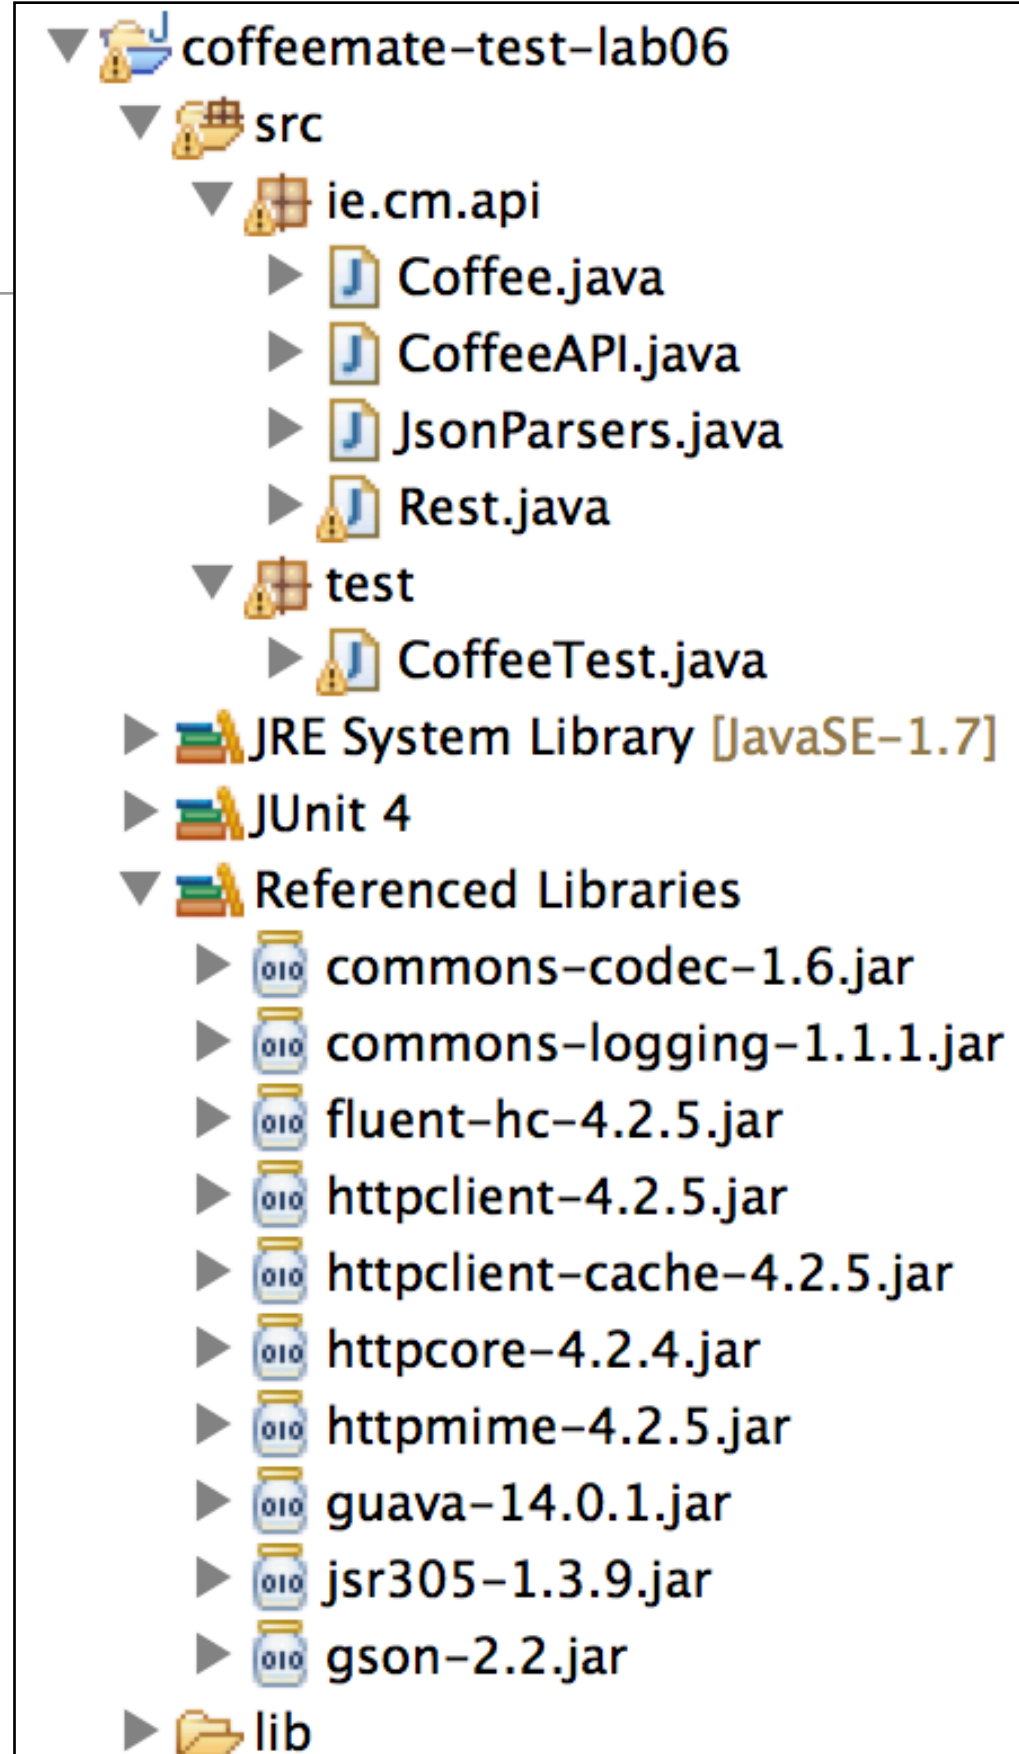 coffeemate-test-lab06
src
ie.cm.api
Coffee.java
CoffeeAPI.java
JsonParsers.java
Rest.java
test
CoffeeTest.java
JRE System Library [JavaSE-1.7]
JUnit 4
Referenced Libraries
commons-codec-1.6.jar
commons-logging-1.1.1.jar
fluent-hc-4.2.5.jar
httpclient-4.2.5.jar
httpclient-cache-4.2.5.jar
httpcore-4.2.4.jar
httpmime-4.2.5.jar
guava-14.0.1.jar
jsr305-1.3.9.jar
gson-2.2.jar
lib